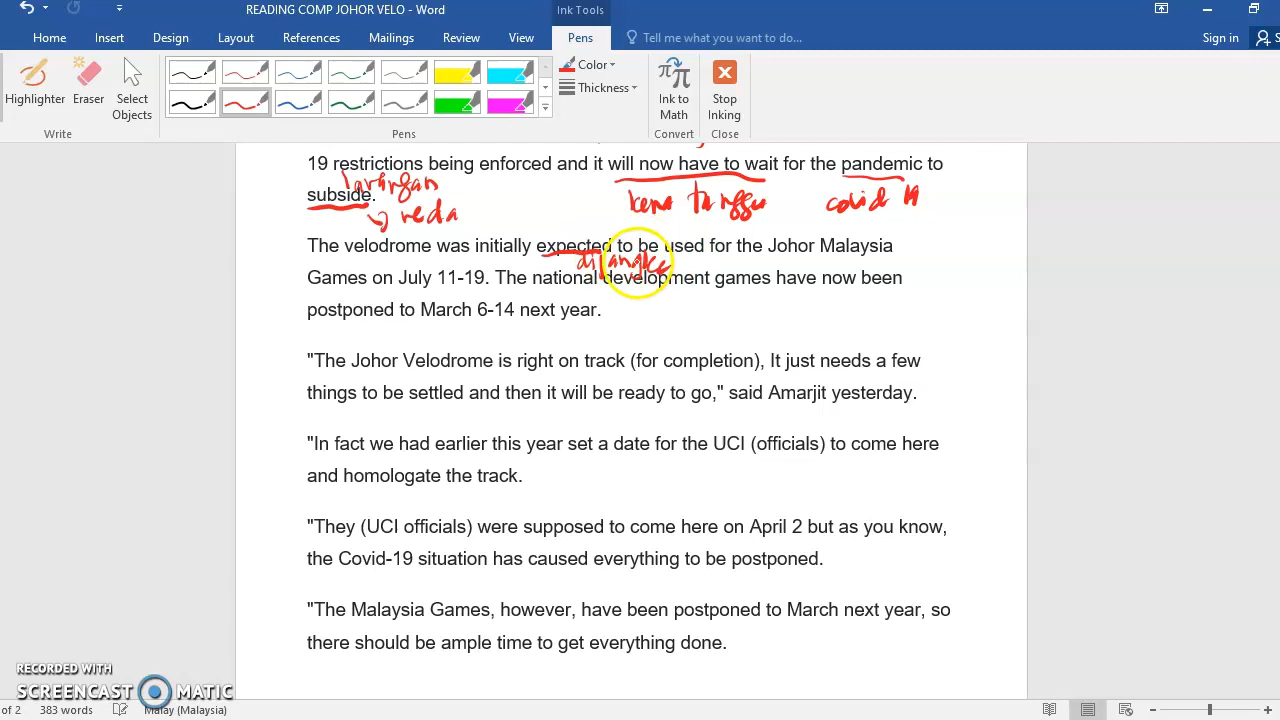 READING COMP JOHOR VELO - Word
Ink Tools
Home Insert Design Layout References Mailings Review View Pens Tell me what you want to do... Sign in S
Highlighter Eraser Select Objects
Color
Thickness
Ink to Math
Stop Inking
Write Pens Convert Close
19 restrictions being enforced and it will now have to wait for the pandemic to
larangan
subside.
reda
kena tunggu
covid 19
The velodrome was initially expected to be used for the Johor Malaysia
dijangka
Games on July 11-19. The national development games have now been
postponed to March 6-14 next year.
"The Johor Velodrome is right on track (for completion), It just needs a few
things to be settled and then it will be ready to go," said Amarjit yesterday.
"In fact we had earlier this year set a date for the UCI (officials) to come here
and homologate the track.
"They (UCI officials) were supposed to come here on April 2 but as you know,
the Covid-19 situation has caused everything to be postponed.
"The Malaysia Games, however, have been postponed to March next year, so
there should be ample time to get everything done.
RECORDED WITH
SCREENCAST MATIC
of 2 383 words Malay (Malaysia)